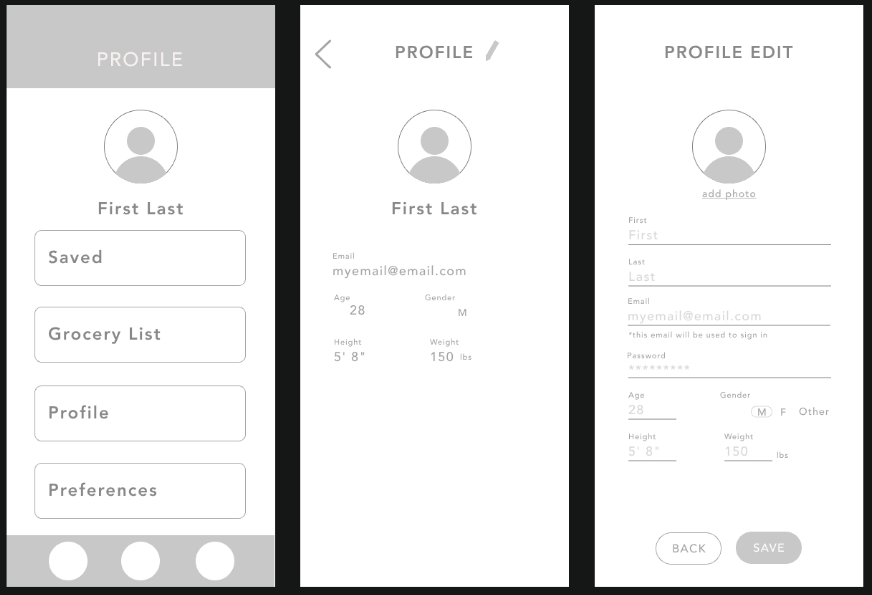 PROFILE
First Last
Saved
Grocery List
Profile
Preferences
PROFILE
First Last
Email
myemail@email.com
Age
Gender
28
M
Height
Weight
5' 8"
150 lbs
PROFILE EDIT
add photo
First
First
Last
Last
Email
myemail@email.com
*this email will be used to sign in
Password
*********
Age
Gender
28
M F Other
Height
Weight
5' 8"
150 lbs
BACK
SAVE